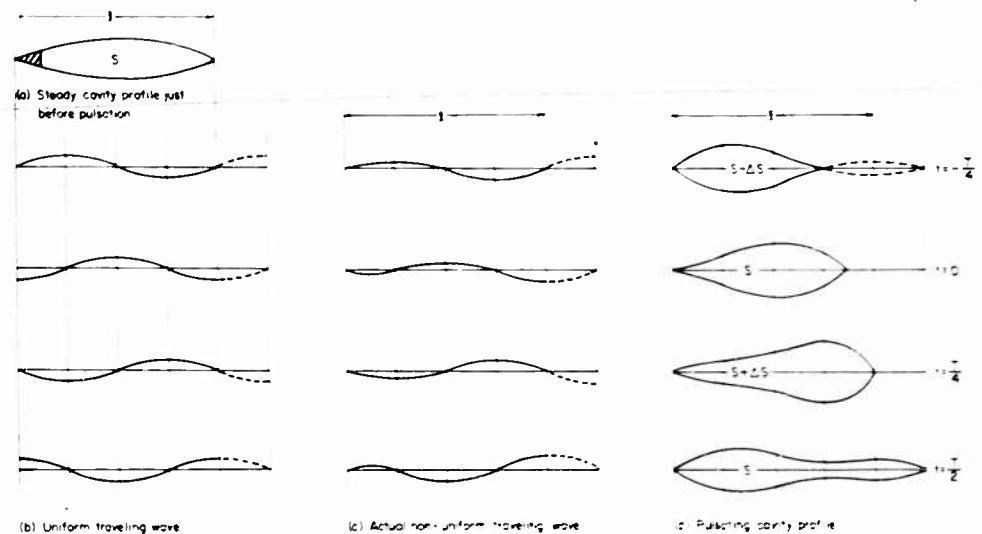 S
(a) Steady cavity profile just
before pulsation
S-ΔS
t=-T/4
S
t=0
S+ΔS
t=T/4
S
t=T/2
(b) Uniform traveling wave
(c) Actual non-uniform traveling wave
Pulsating cavity profile